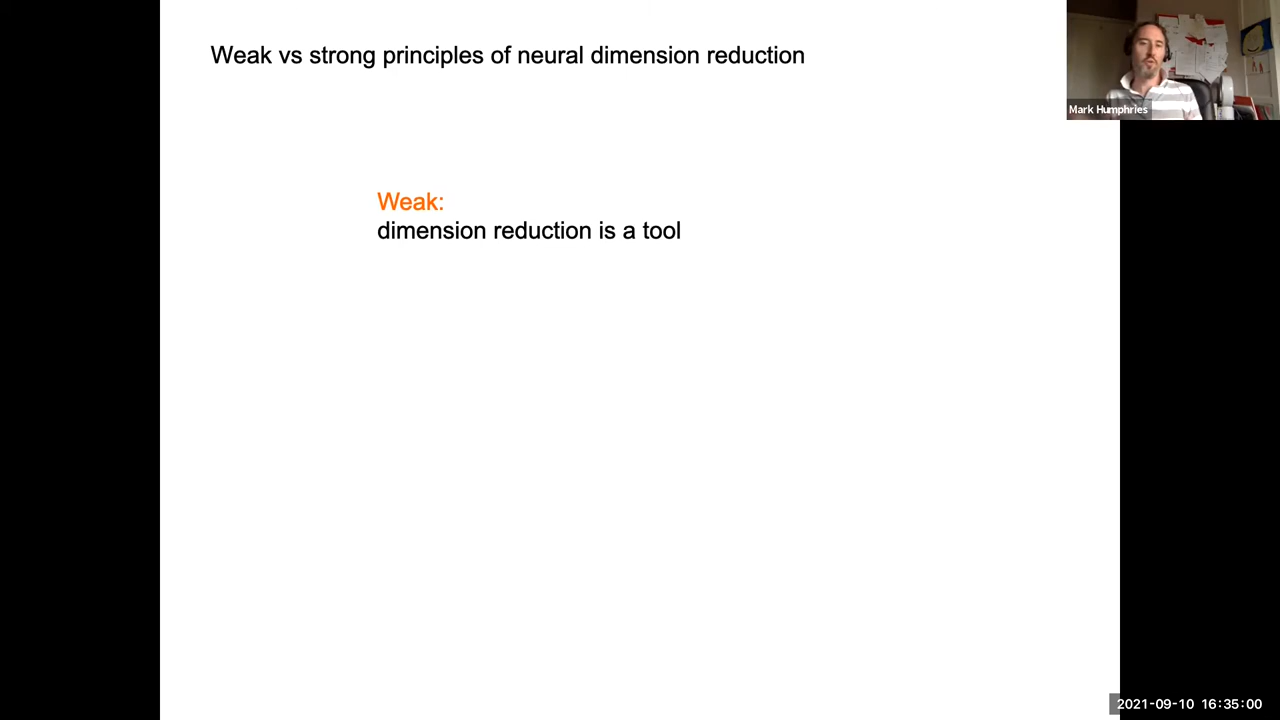 Weak vs strong principles of neural dimension reduction
Mark Humphries
Weak:
dimension reduction is a tool
2021-09-10 16:35:00